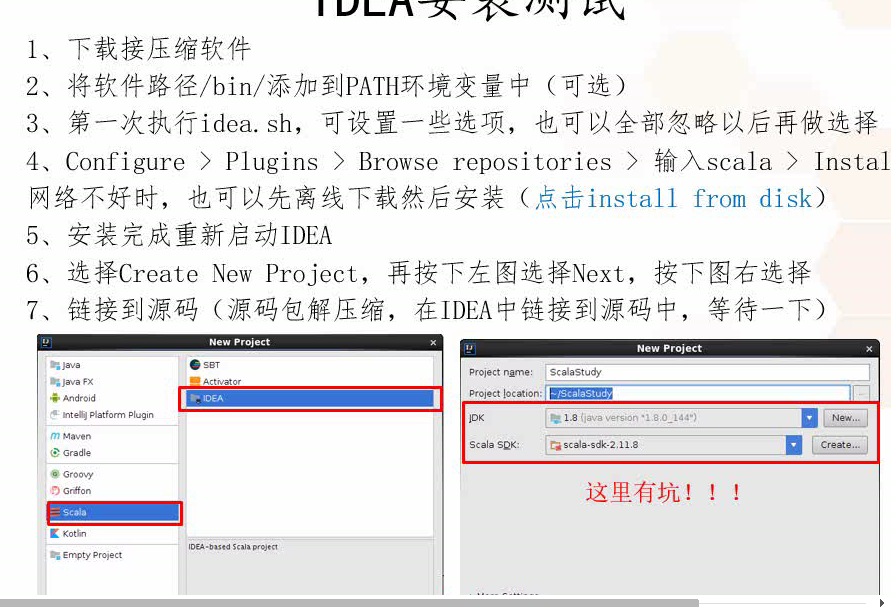 IDEA安装测试
1、下载接压缩软件
2、将软件路径/bin/添加到PATH环境变量中（可选）
3、第一次执行idea.sh，可设置一些选项，也可以全部忽略以后再做选择
4、Configure > Plugins > Browse repositories > 输入scala > Instal
网络不好时，也可以先离线下载然后安装（点击install from disk）
5、安装完成重新启动IDEA
6、选择Create New Project，再按下左图选择Next，按下图右选择
7、链接到源码（源码包解压缩，在IDEA中链接到源码中，等待一下）
New Project
Java
Java FX
Android
Intellij Platform Plugin
Maven
Gradle
Groovy
Griffon
Scala
Kotlin
Empty Project
SBT
Activator
IDEA
IDEA-based Scala project
New Project
Project name: ScalaStudy
Project location: ~/ScalaStudy
JDK 1.8 (java version "1.8.0_144") New...
Scala SDK: scala-sdk-2.11.8 Create...
这里有坑！！！
More Settings